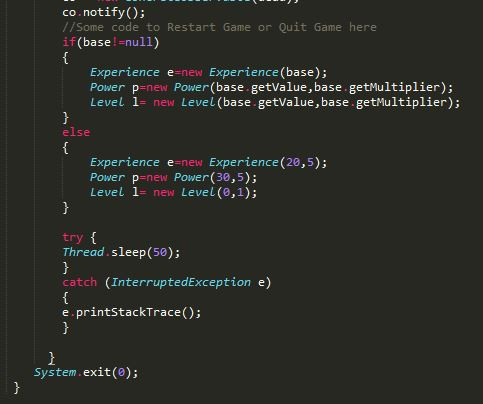 co.notify();
//Some code to Restart Game or Quit Game here
if(base!=null)
{
Experience e=new Experience(base);
Power p=new Power(base.getValue,base.getMultiplier);
Level l= new Level(base.getValue,base.getMultiplier);
}
else
{
Experience e=new Experience(20,5);
Power p=new Power(30,5);
Level l= new Level(0,1);
}
try {
Thread.sleep(50);
}
catch (InterruptedException e)
{
e.printStackTrace();
}
}
System.exit(0);
}